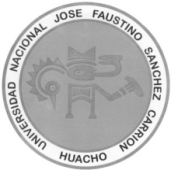 UNIVERSIDAD NACIONAL JOSE FAUSTINO SANCHEZ CARRION
HUACHO